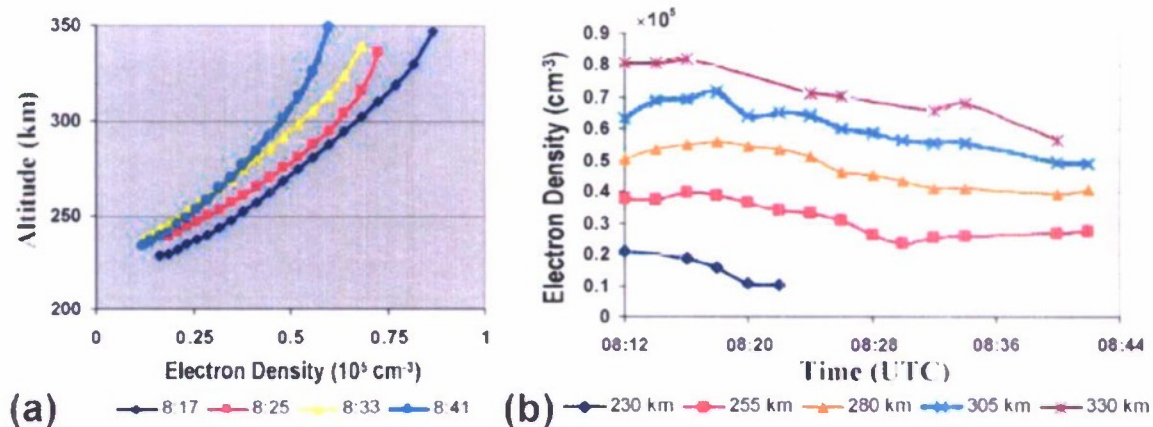 350
300
250
200
0
0.25
0.5
0.75
1
Altitude (km)
Electron Density (10⁵ cm⁻³)
(a)
8:17
8:25
8:33
8:41
×10⁵
0.9
0.8
0.7
0.6
0.5
0.4
0.3
0.2
0.1
0
08:12
08:20
08:28
08:36
08:44
Electron Density (cm⁻³)
Time (UTC)
(b)
230 km
255 km
280 km
305 km
330 km